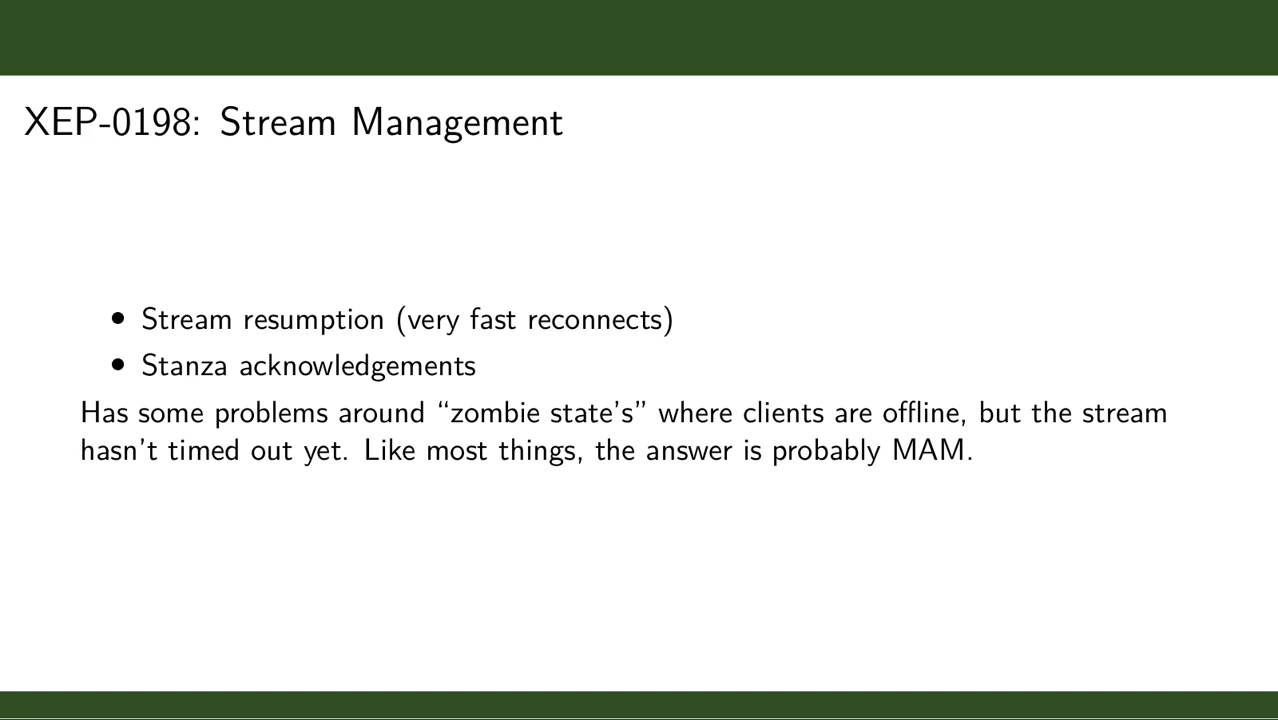 XEP-0198: Stream Management
• Stream resumption (very fast reconnects)
• Stanza acknowledgements
Has some problems around “zombie state’s” where clients are offline, but the stream
hasn’t timed out yet. Like most things, the answer is probably MAM.